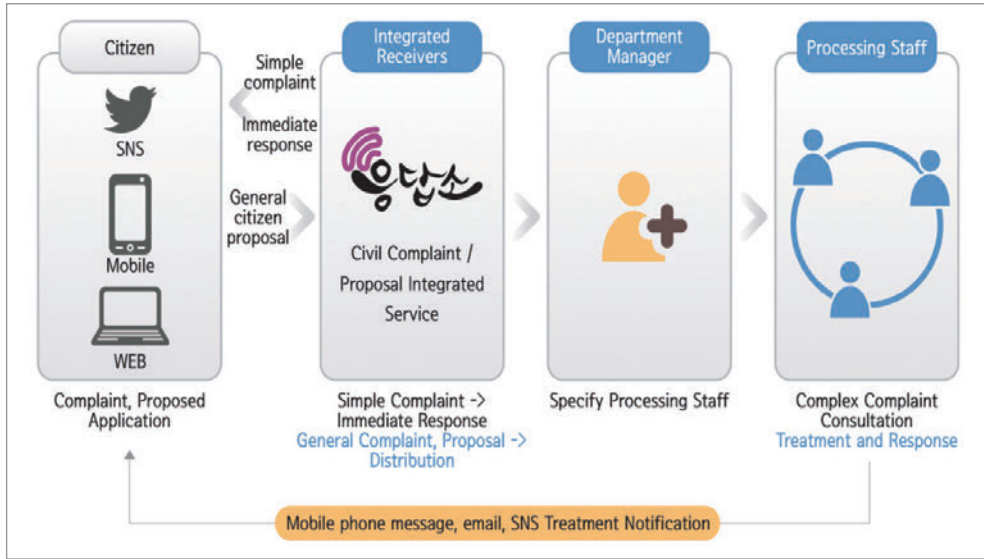 Citizen
SNS
Mobile
WEB
Complaint, Proposed
Application
Simple
complaint
Immediate
response
General
citizen
proposal
Integrated
Receivers
응답소
Civil Complaint /
Proposal Integrated
Service
Simple Complaint ->
Immediate Response
General Complaint, Proposal ->
Distribution
Department
Manager
Specify Processing Staff
Processing Staff
Complex Complaint
Consultation
Treatment and Response
Mobile phone message, email, SNS Treatment Notification